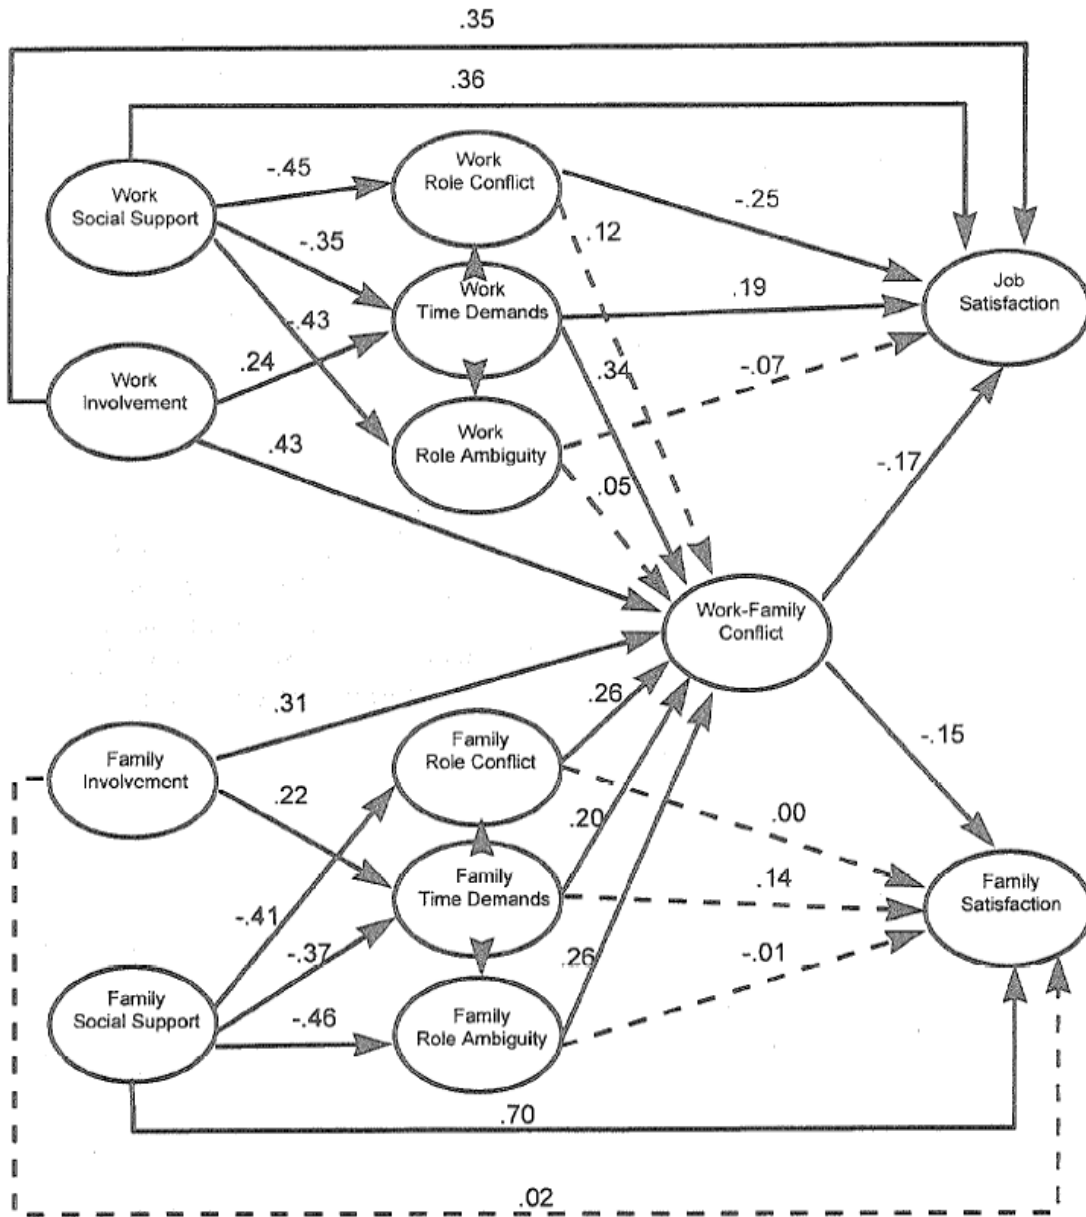 .35
.36
Work
Social Support
-.45
-.35
-.43
Work
Role Conflict
-.25
.12
Work
Time Demands
.19
Job
Satisfaction
Work
Involvement
.24
.34
-.07
.43
Work
Role Ambiguity
.05
-.17
Work-Family
Conflict
.31
.26
Family
Involvement
.22
Family
Role Conflict
-.15
.20
.00
-.41
Family
Time Demands
.14
Family
Satisfaction
-.37
.26
-.01
Family
Social Support
-.46
Family
Role Ambiguity
.70
.02